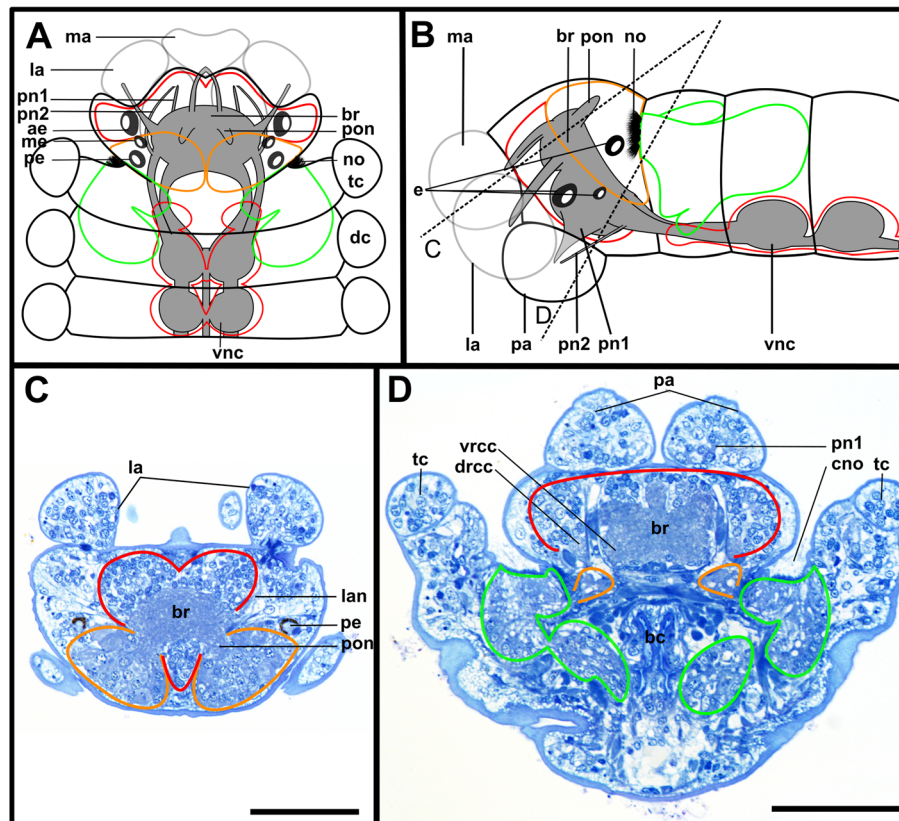 A
ma
la
pn1
pn2
ae
me
pe
br
pon
no
tc
dc
vnc
B
ma
br pon no
e
C
D
la
pa
pn2
pn1
vnc
C
la
br
lan
pe
pon
D
pa
vrcc
drcc
tc
pn1
cno
tc
br
bc